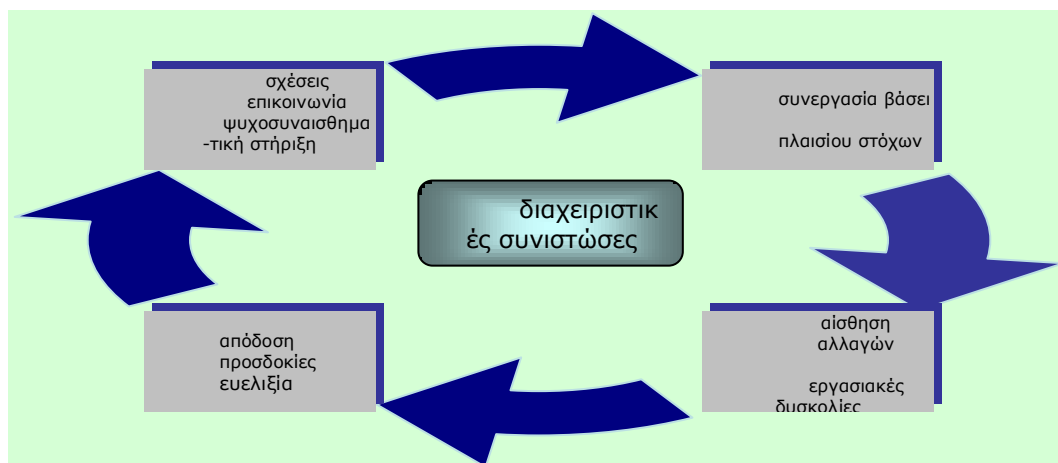 σχέσεις
επικοινωνία
ψυχοσυναισθημα
-τική στήριξη
συνεργασία βάσει
πλαισίου στόχων
διαχειριστικ
ές συνιστώσες
απόδοση
προσδοκίες
ευελιξία
αίσθηση
αλλαγών
εργασιακές
δυσκολίες